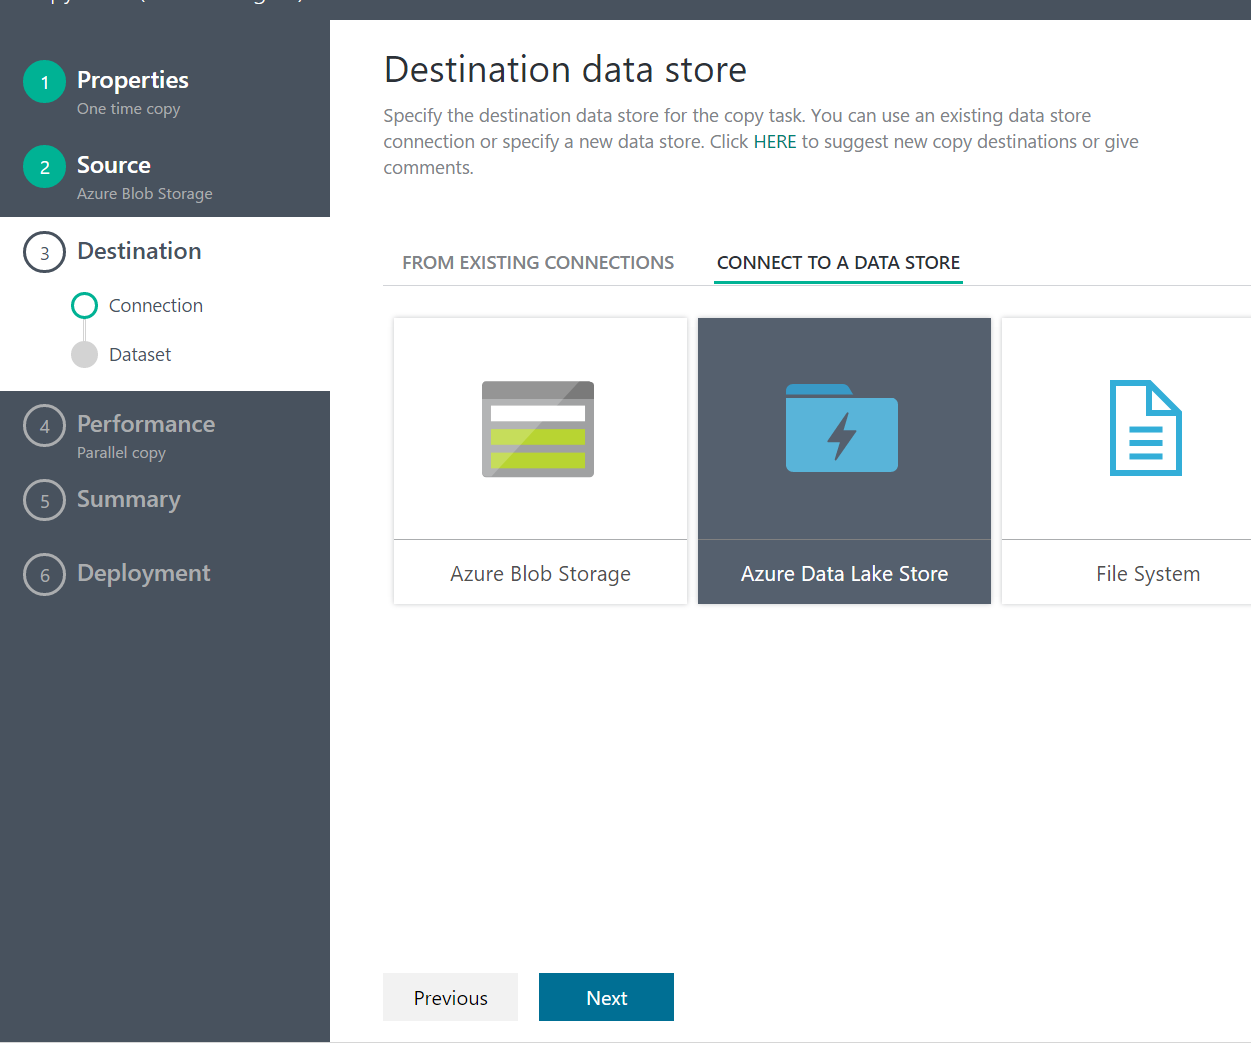 1
Properties
One time copy
2
Source
Azure Blob Storage
3
Destination
Connection
Dataset
4
Performance
Parallel copy
5
Summary
6
Deployment
Destination data store
Specify the destination data store for the copy task. You can use an existing data store
connection or specify a new data store. Click HERE to suggest new copy destinations or give
comments.
FROM EXISTING CONNECTIONS
CONNECT TO A DATA STORE
Azure Blob Storage
Azure Data Lake Store
File System
Previous
Next